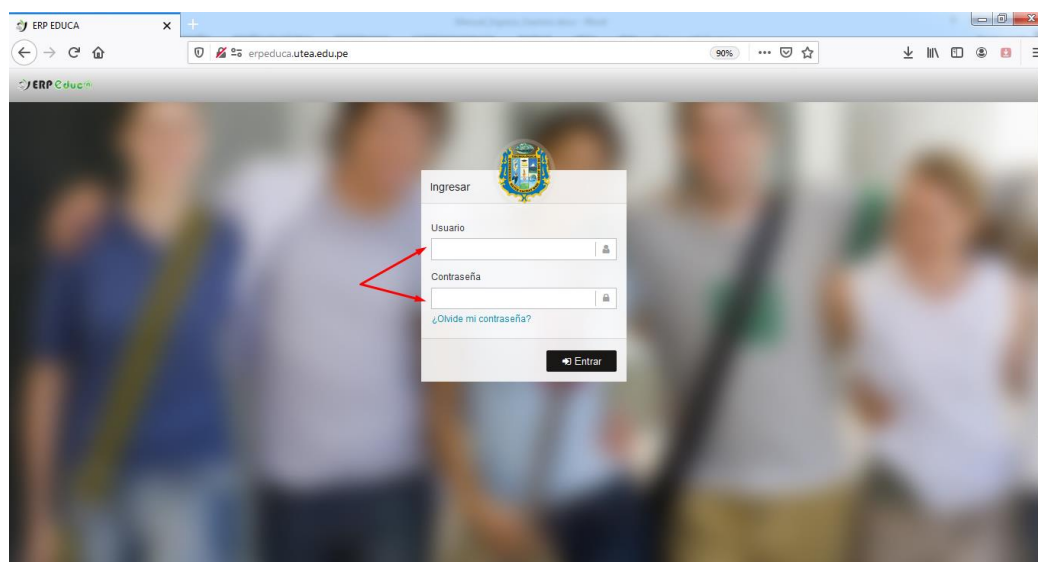 ERP EDUCA
erpeduca.utea.edu.pe
90%
ERP Educa
Ingresar
Usuario
Contraseña
¿Olvide mi contraseña?
Entrar